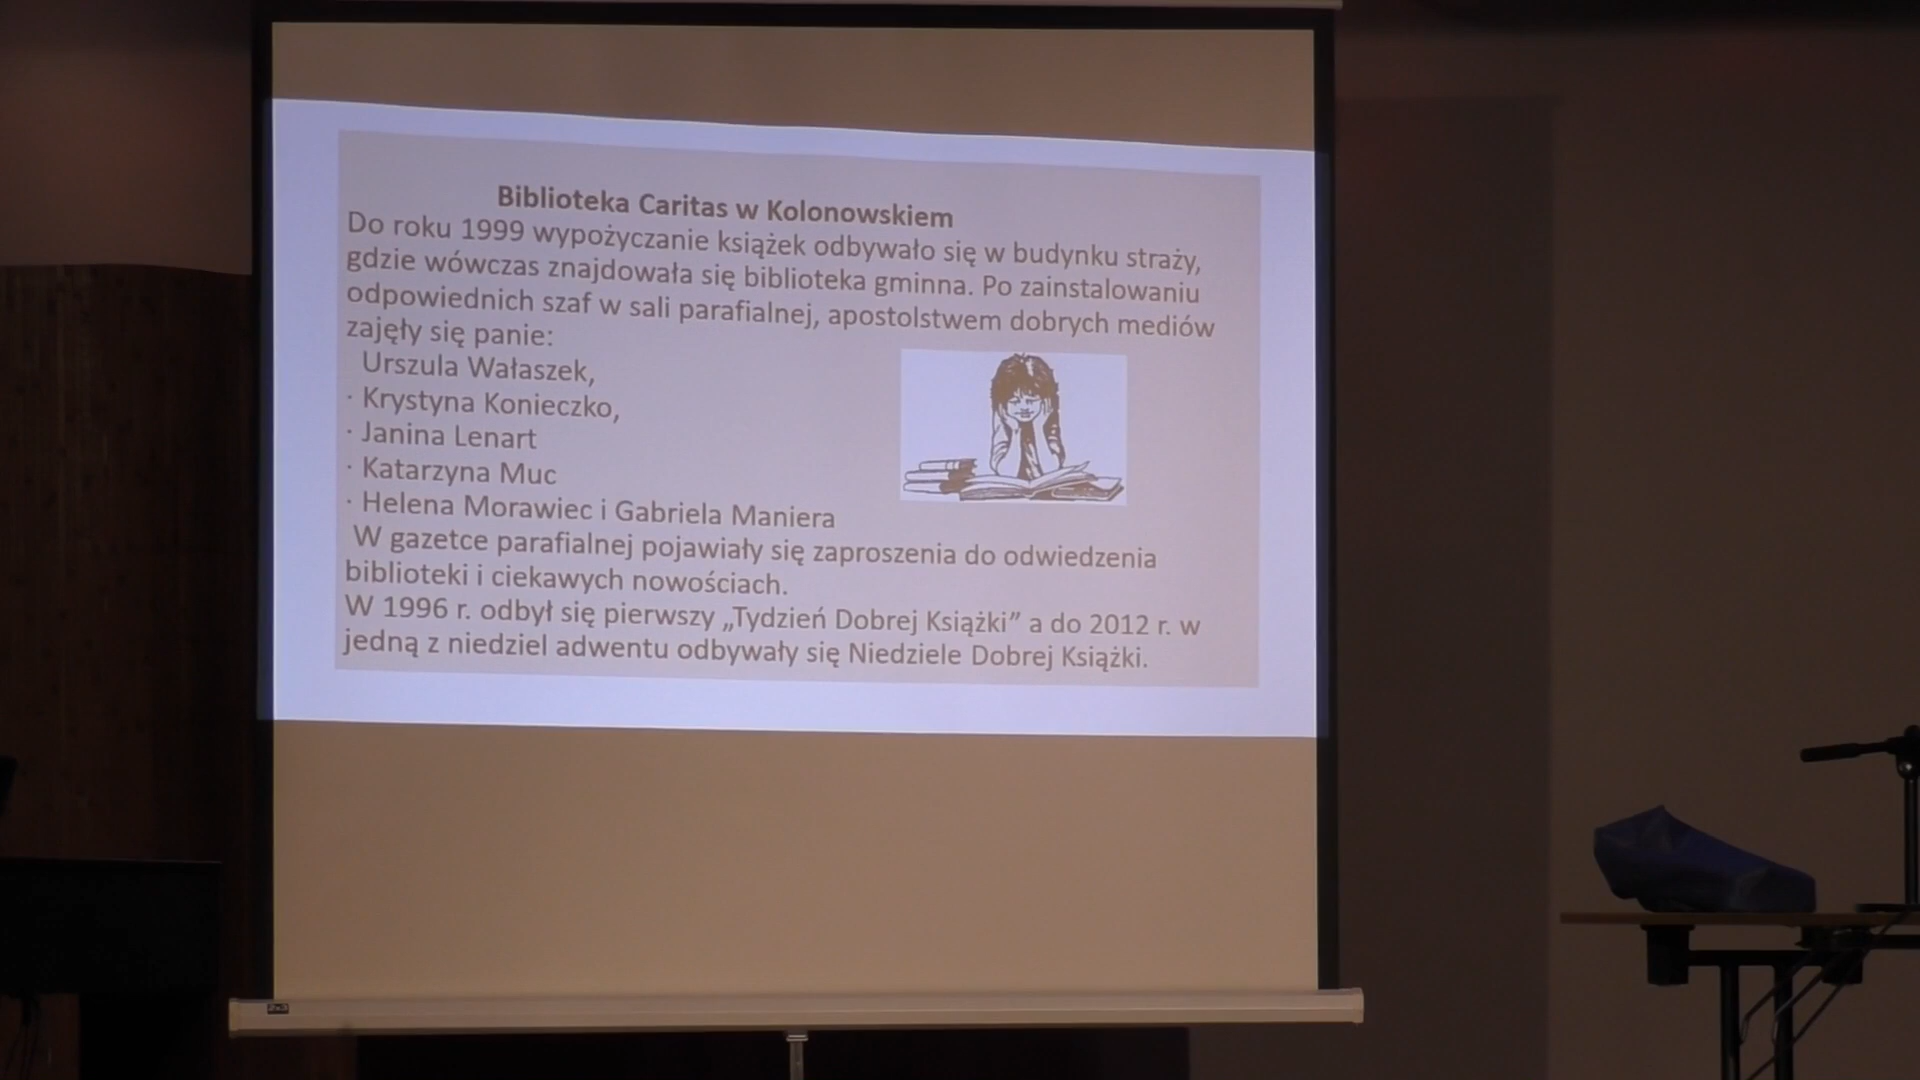 Biblioteka Caritas w Kolonowskiem
Do roku 1999 wypożyczanie książek odbywało się w budynku straży,
gdzie wówczas znajdowała się biblioteka gminna. Po zainstalowaniu
odpowiednich szaf w sali parafialnej, apostolstwem dobrych mediów
zajęły się panie:
Urszula Wałaszek,
· Krystyna Konieczko,
· Janina Lenart
· Katarzyna Muc
· Helena Morawiec i Gabriela Maniera
W gazetce parafialnej pojawiały się zaproszenia do odwiedzenia
biblioteki i ciekawych nowościach.
W 1996 r. odbył się pierwszy „Tydzień Dobrej Książki” a do 2012 r. w
jedną z niedziel adwentu odbywały się Niedziele Dobrej Książki.